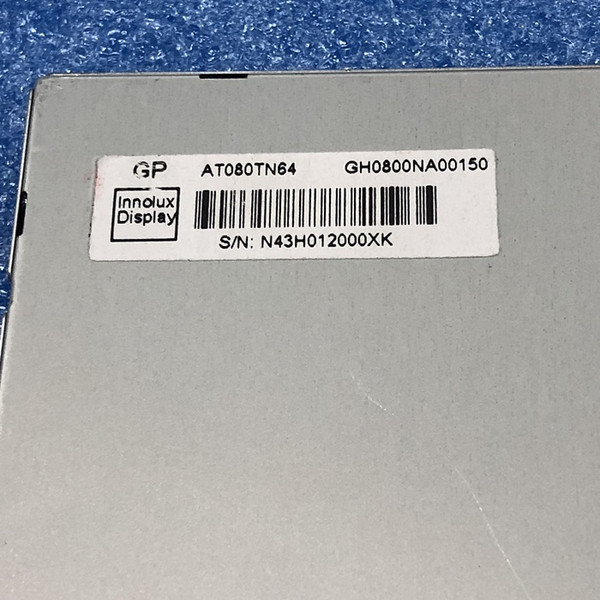 GP AT080TN64 GH0800NA00150
Innolux
Display
S/N: N43H012000XK